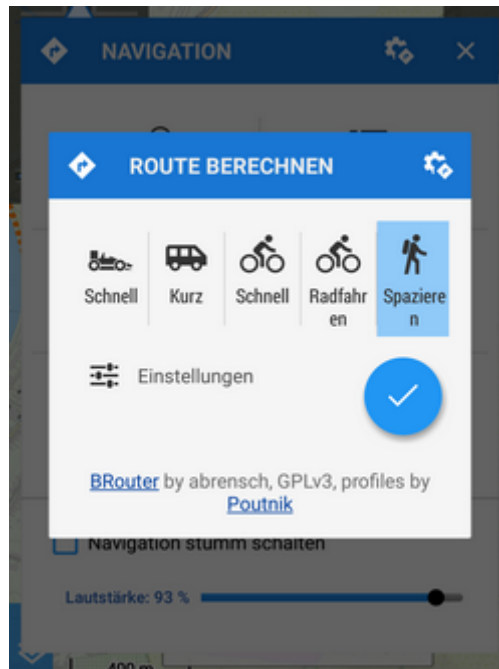 NAVIGATION
ROUTE BERECHNEN
Schnell
Kurz
Schnell
Radfahr
en
Spaziere
n
Einstellungen
BRouter by abrensch, GPLv3, profiles by
Poutnik
Navigation stumm schalten
Lautstärke: 93 %
400 m